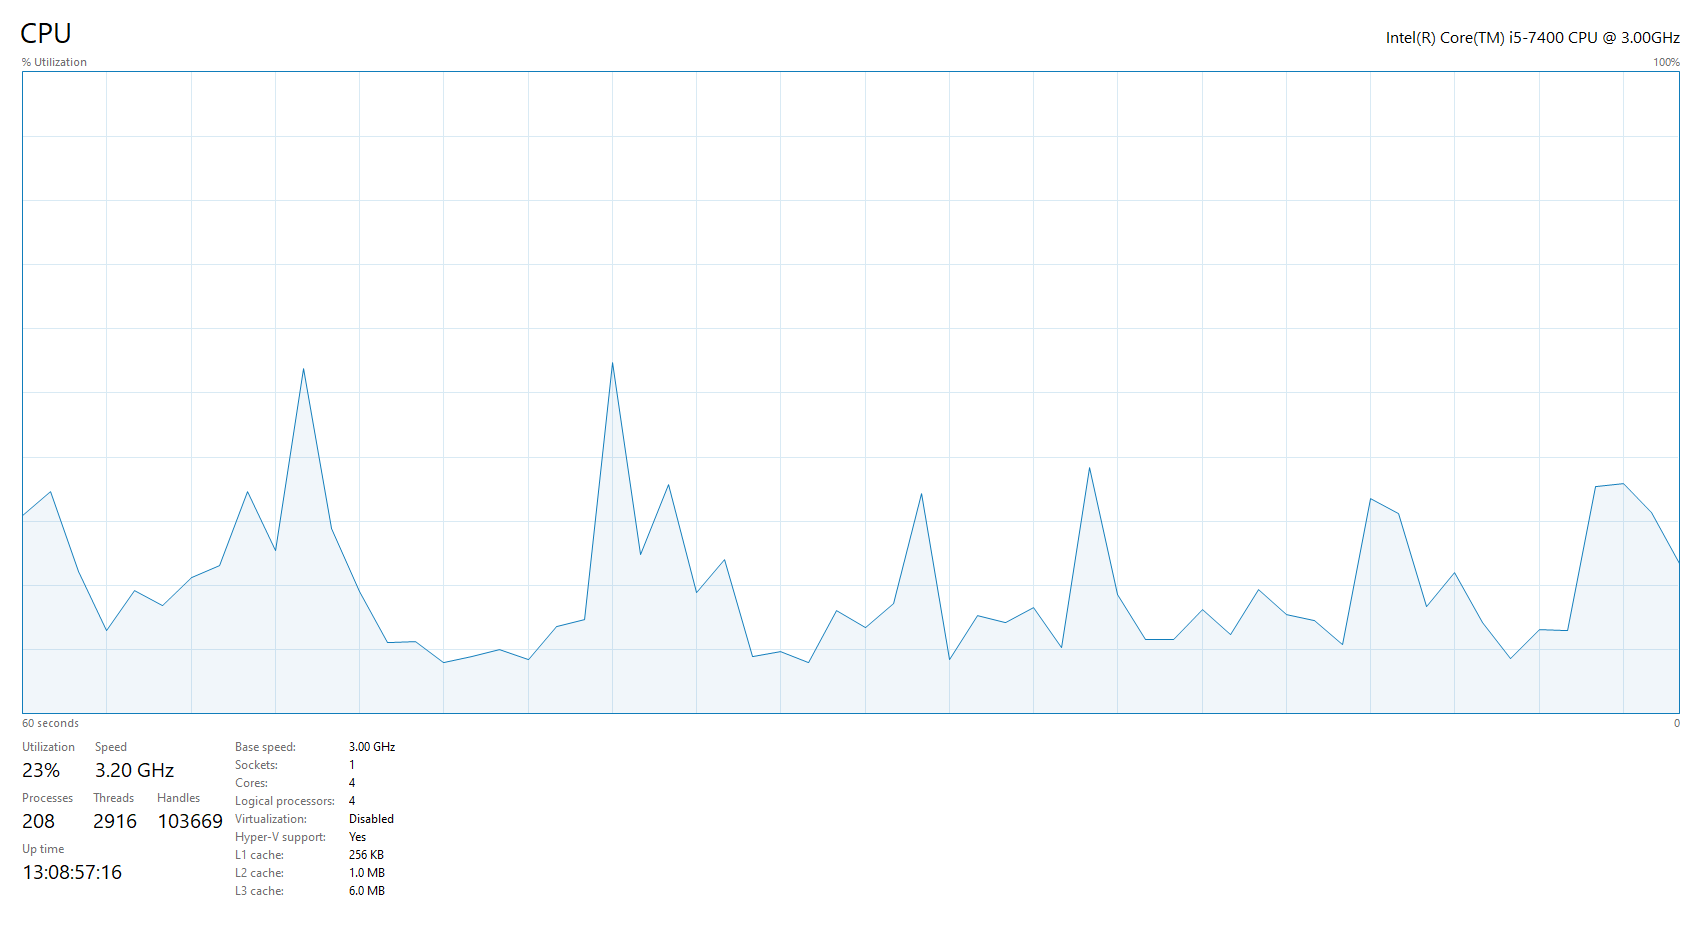 CPU
Intel(R) Core(TM) i5-7400 CPU @ 3.00GHz
% Utilization
100%
60 seconds
0
Utilization Speed
23% 3.20 GHz
Processes Threads Handles
208 2916 103669
Up time
13:08:57:16
Base speed: 3.00 GHz
Sockets: 1
Cores: 4
Logical processors: 4
Virtualization: Disabled
Hyper-V support: Yes
L1 cache: 256 KB
L2 cache: 1.0 MB
L3 cache: 6.0 MB